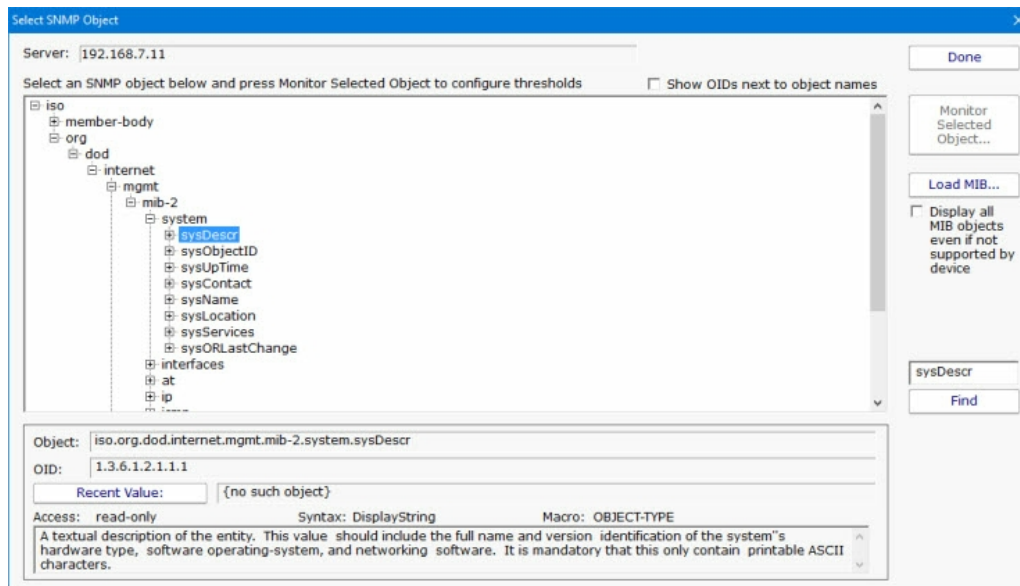 Select SNMP Object
Server: 192.168.7.11
Done
Select an SNMP object below and press Monitor Selected Object to configure thresholds
Show OIDs next to object names
iso
member-body
org
dod
internet
mgmt
mib-2
system
sysDescr
sysObjectID
sysUpTime
sysContact
sysName
sysLocation
sysServices
sysORLastChange
interfaces
at
ip
Monitor
Selected
Object...
Load MIB...
Display all
MIB objects
even if not
supported by
device
sysDescr
Find
Object: iso.org.dod.internet.mgmt.mib-2.system.sysDescr
OID: 1.3.6.1.2.1.1.1
Recent Value: {no such object}
Access: read-only Syntax: DisplayString Macro: OBJECT-TYPE
A textual description of the entity. This value should include the full name and version identification of the system"s
hardware type, software operating-system, and networking software. It is mandatory that this only contain printable ASCII
characters.